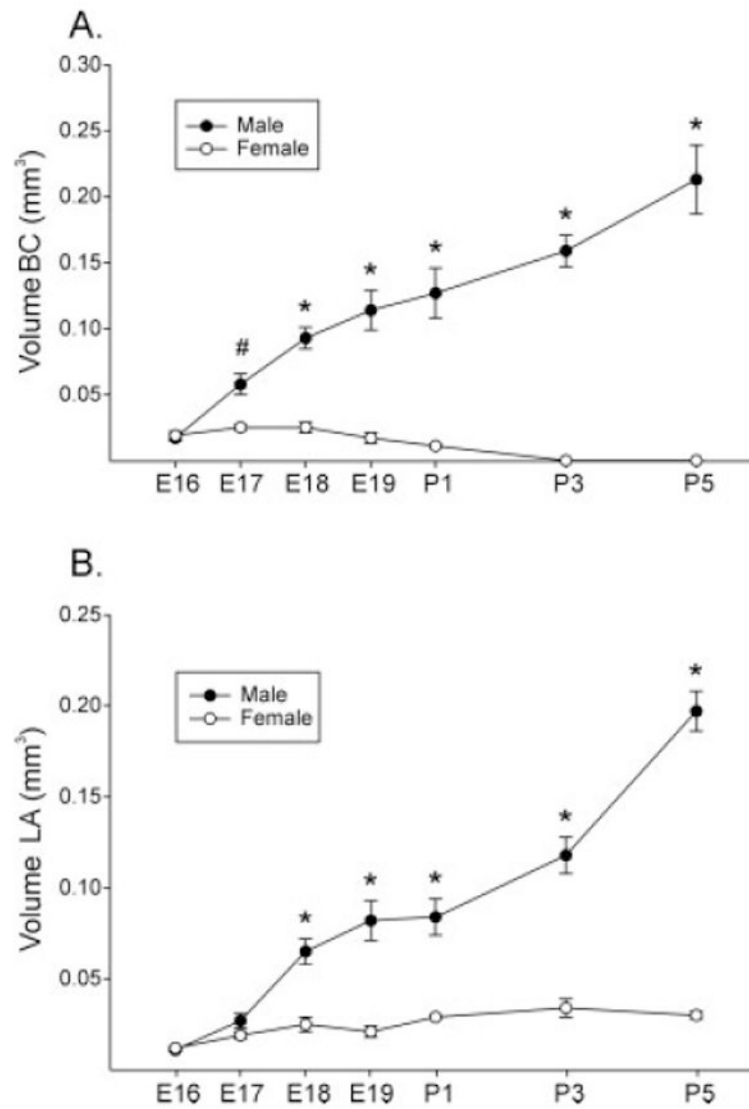 A.
0.30
0.25
0.20
0.15
0.10
0.05
Volume BC (mm³)
Male
Female
#
*
*
*
*
*
E16 E17 E18 E19 P1 P3 P5
B.
0.25
0.20
0.15
0.10
0.05
Volume LA (mm³)
Male
Female
*
*
*
*
*
E16 E17 E18 E19 P1 P3 P5